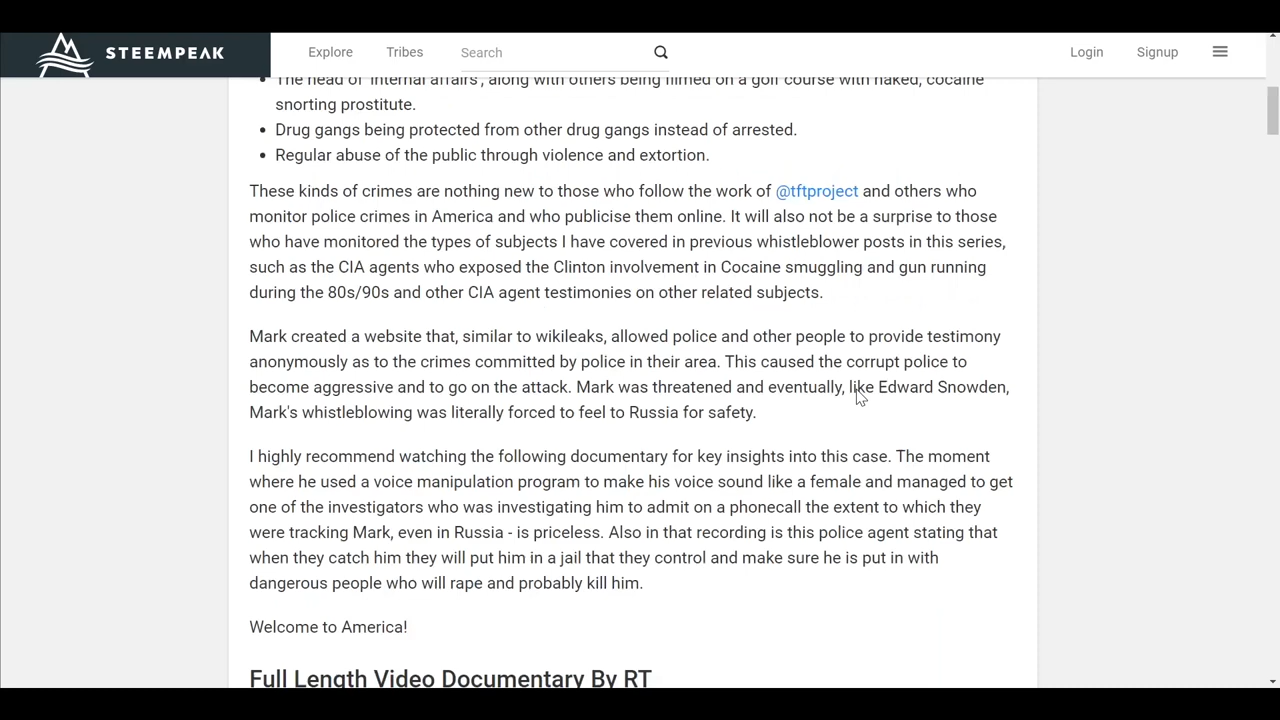 STEEMPEAK
Explore Tribes Search Login Signup
The head of 'internal affairs', along with others being filmed on a golf course with naked, cocaine
snorting prostitute.
Drug gangs being protected from other drug gangs instead of arrested.
Regular abuse of the public through violence and extortion.
These kinds of crimes are nothing new to those who follow the work of @tftproject and others who
monitor police crimes in America and who publicise them online. It will also not be a surprise to those
who have monitored the types of subjects I have covered in previous whistleblower posts in this series,
such as the CIA agents who exposed the Clinton involvement in Cocaine smuggling and gun running
during the 80s/90s and other CIA agent testimonies on other related subjects.
Mark created a website that, similar to wikileaks, allowed police and other people to provide testimony
anonymously as to the crimes committed by police in their area. This caused the corrupt police to
become aggressive and to go on the attack. Mark was threatened and eventually, like Edward Snowden,
Mark's whistleblowing was literally forced to feel to Russia for safety.
I highly recommend watching the following documentary for key insights into this case. The moment
where he used a voice manipulation program to make his voice sound like a female and managed to get
one of the investigators who was investigating him to admit on a phonecall the extent to which they
were tracking Mark, even in Russia - is priceless. Also in that recording is this police agent stating that
when they catch him they will put him in a jail that they control and make sure he is put in with
dangerous people who will rape and probably kill him.
Welcome to America!
Full Length Video Documentary By RT